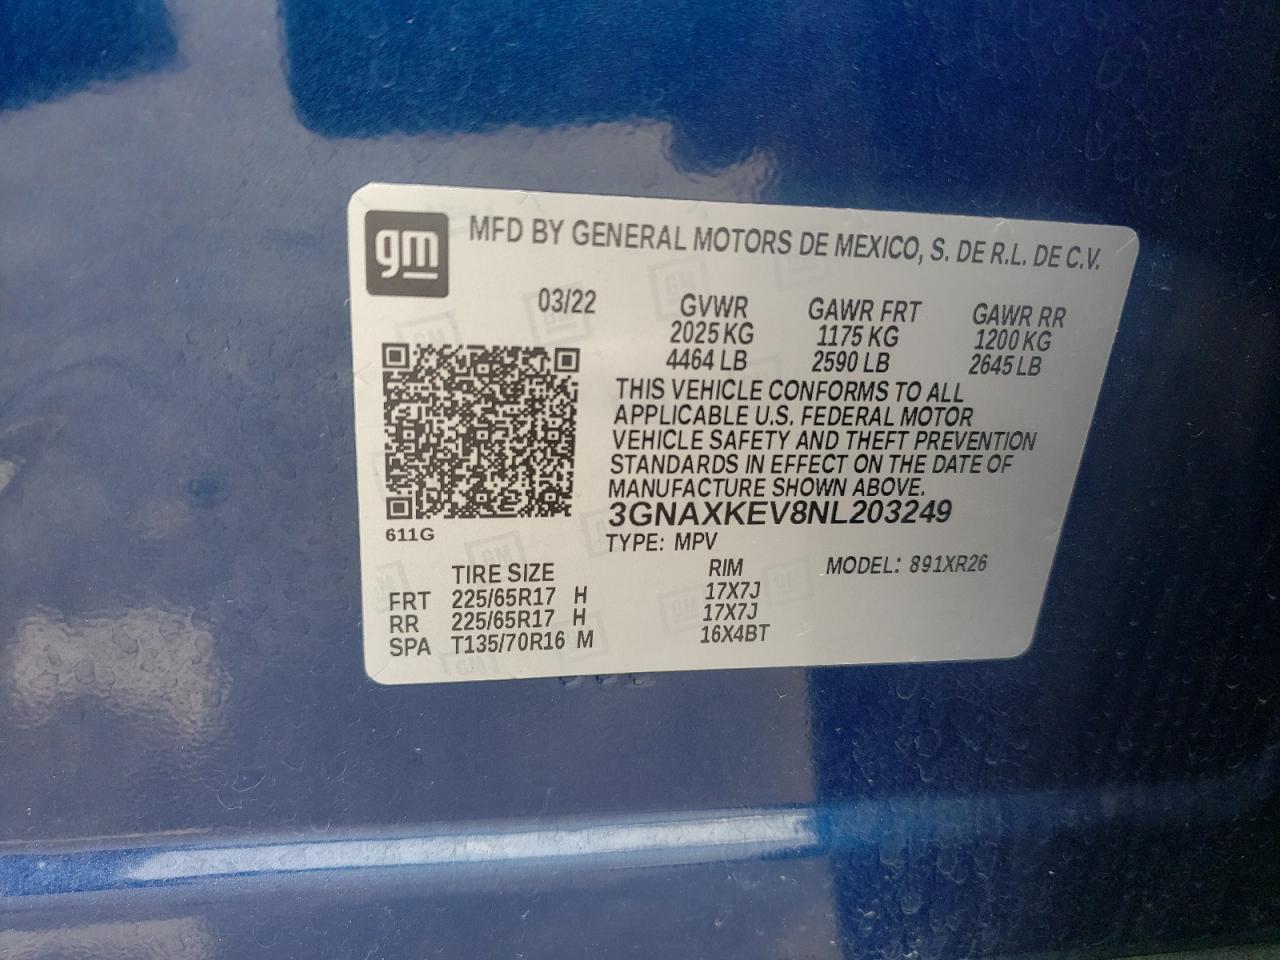 gm
MFD BY GENERAL MOTORS DE MEXICO, S. DE R.L. DE C.V.
03/22 GVWR GAWR FRT GAWR RR
2025 KG 1175 KG 1200 KG
4464 LB 2590 LB 2645 LB
THIS VEHICLE CONFORMS TO ALL
APPLICABLE U.S. FEDERAL MOTOR
VEHICLE SAFETY AND THEFT PREVENTION
STANDARDS IN EFFECT ON THE DATE OF
MANUFACTURE SHOWN ABOVE.
3GNAXKEV8NL203249
611G
TYPE: MPV
TIRE SIZE RIM MODEL: 891XR26
FRT 225/65R17 H 17X7J
RR 225/65R17 H 17X7J
SPA T135/70R16 M 16X4BT